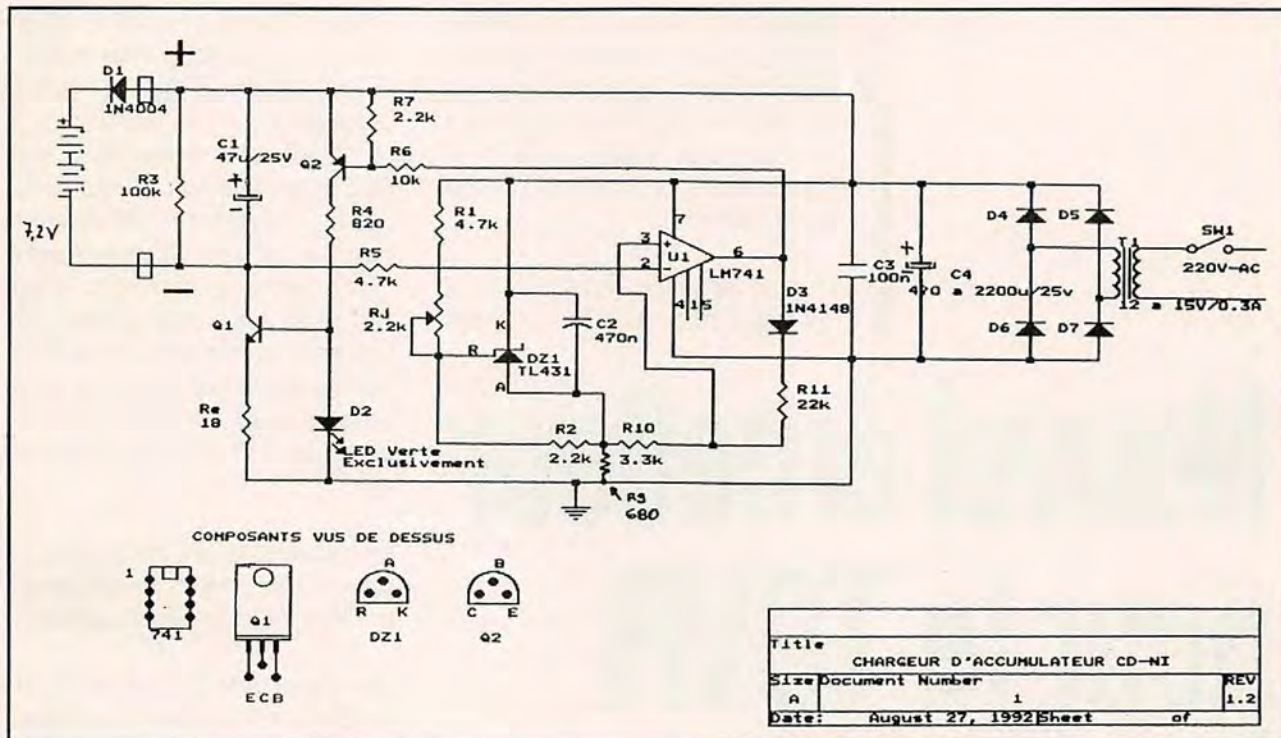 +
D1
1N4004
R7
2.2k
C1
47u/25V
Q2
R6
10k
R3
100k
+
-
R4
820
R1
4.7k
7,2V
R5
4.7k
-
3
+
2
-
7
U1
6
LM741
4 1 5
D3
1N4148
C3
100n
+
C4
470 a 2200u/25v
D4
D5
D6
D7
T1
12 a 15V/0.3A
SW1
220V-AC
Q1
RJ
2.2k
R
K
A
DZ1
TL431
C2
470n
Re
18
D2
LED Verte
Exclusivement
R2
2.2k
R10
3.3k
R11
22k
R9
680
COMPOSANTS VUS DE DESSUS
1
741
Q1
E C B
A
R K
DZ1
B
C E
Q2
Title
CHARGEUR D'ACCUMULATEUR CD-NI
Size Document Number REV
A 1 1.2
Date: August 27, 1992 Sheet of